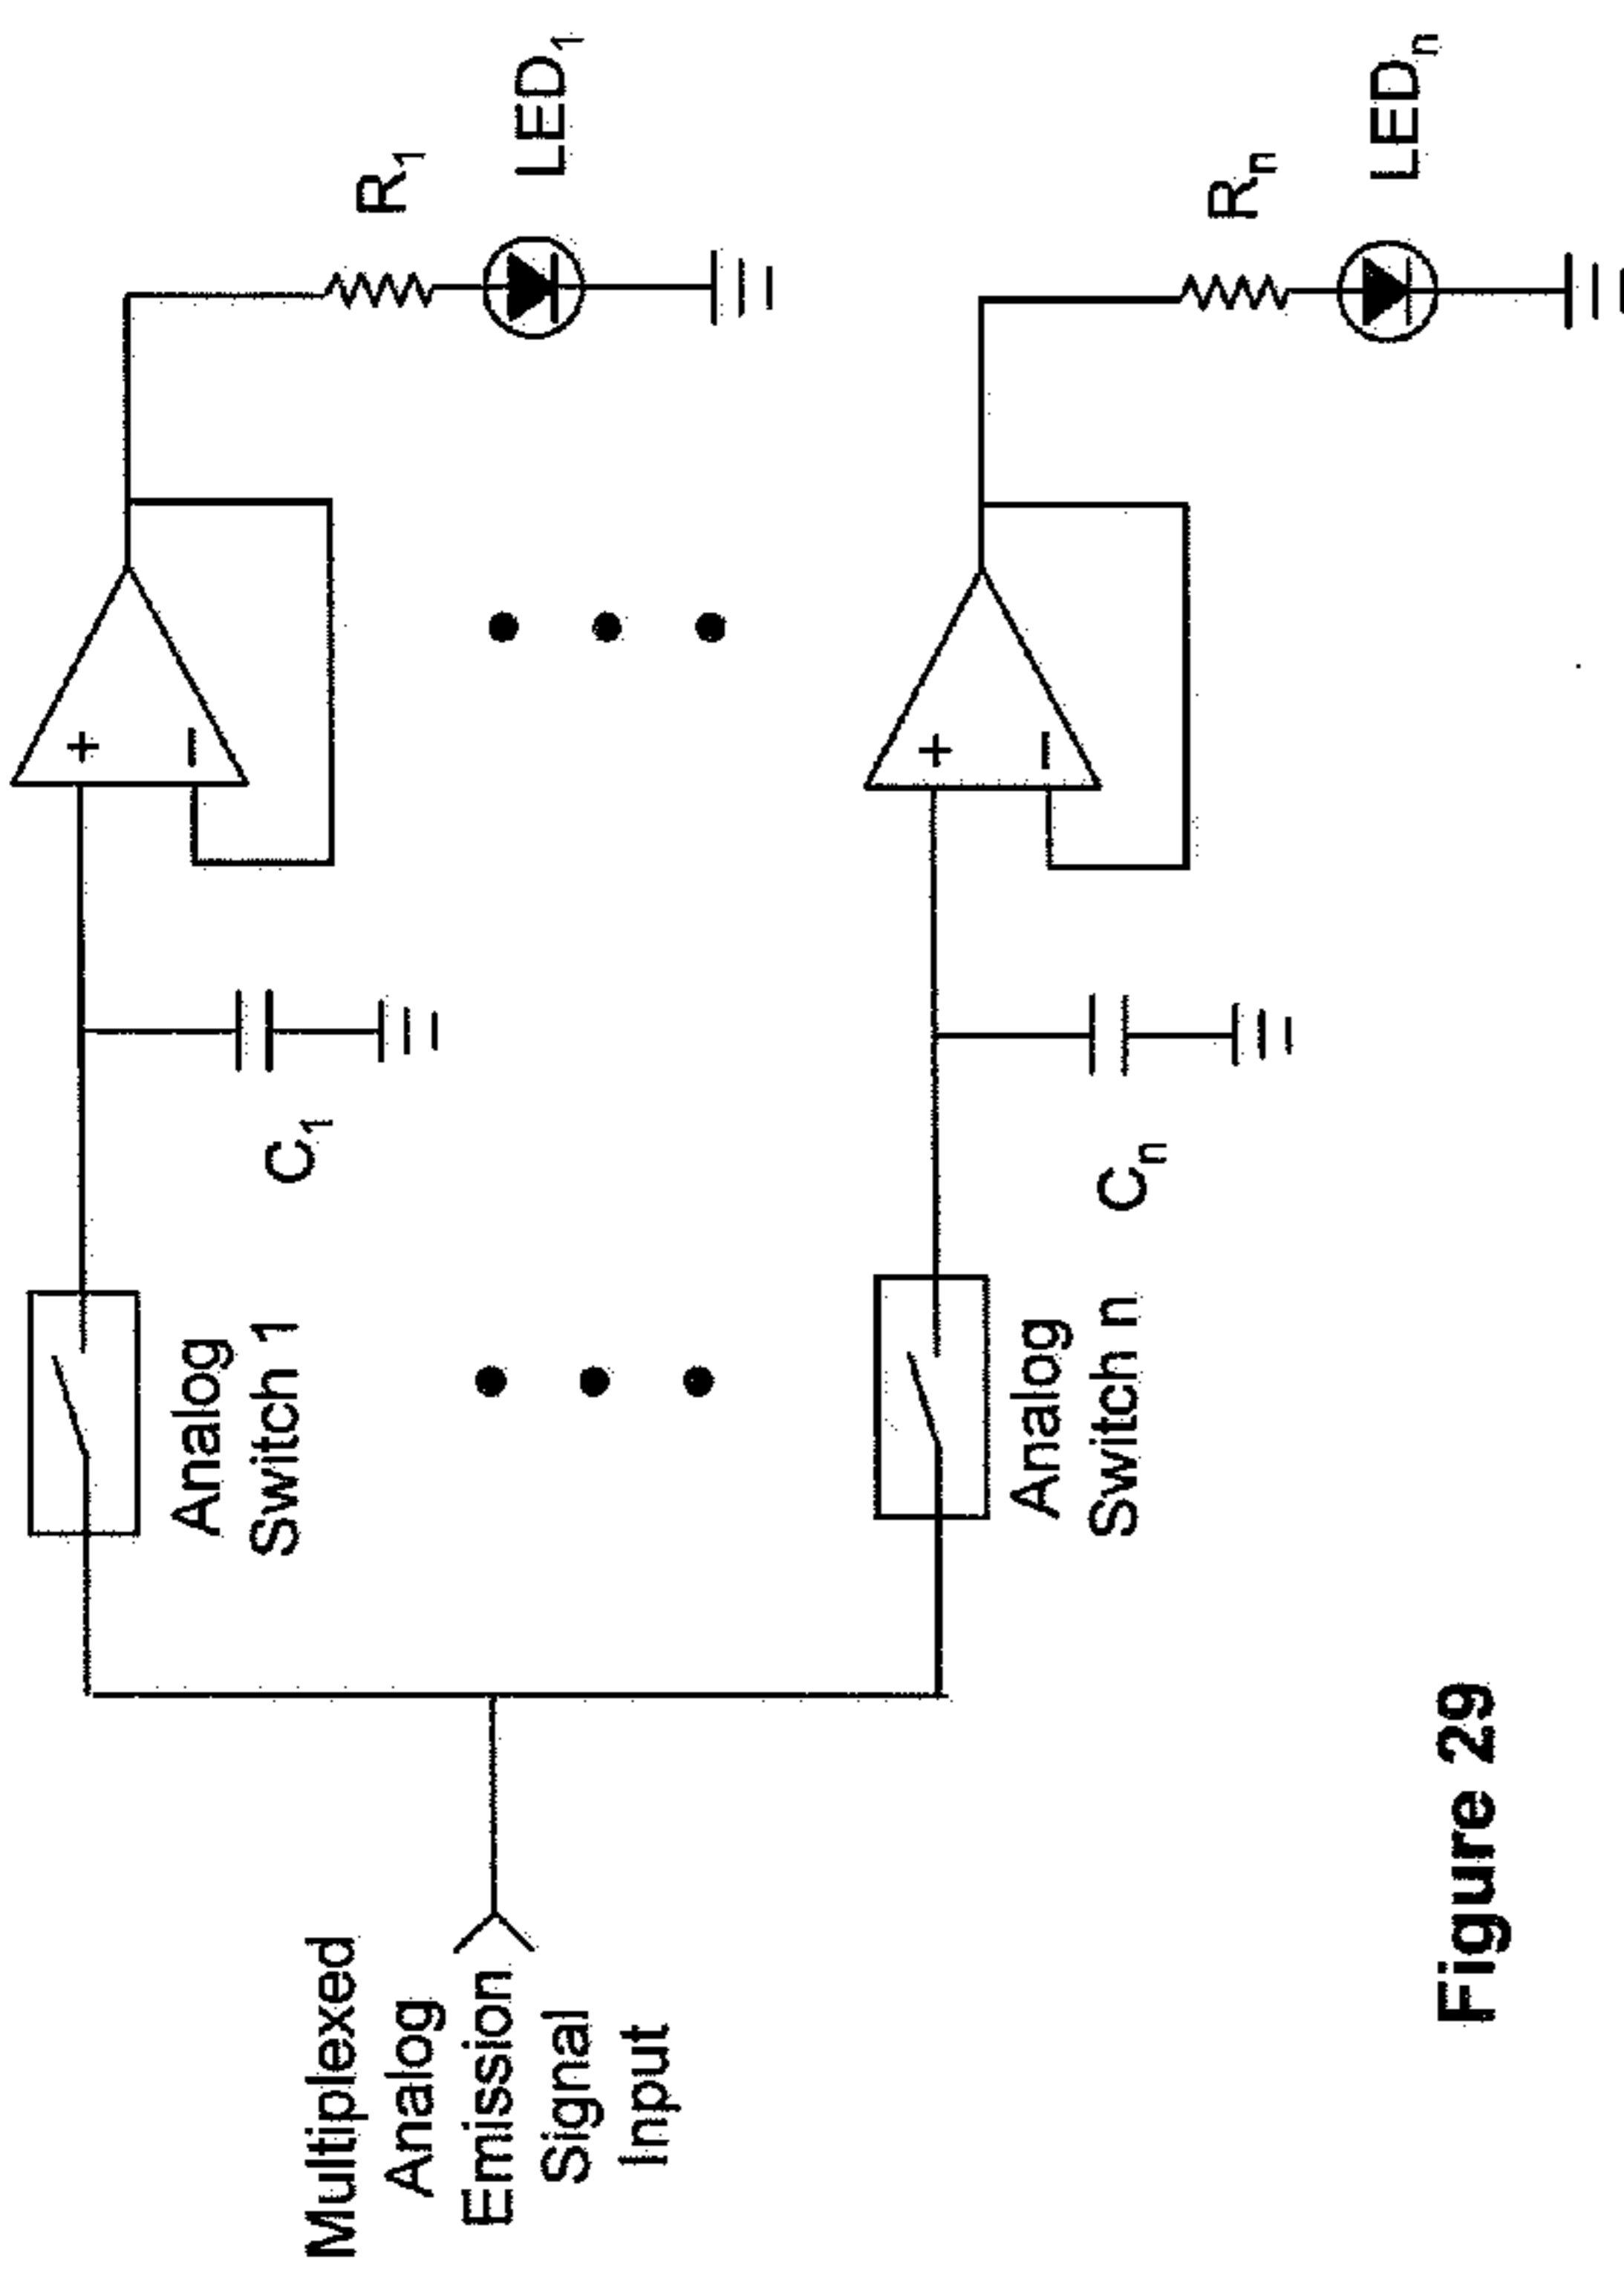 Multiplexed
Analog
Emission
Signal
Input
Analog
Switch 1
C1
+
−
R1
LED1
Analog
Switch n
Cn
+
−
Rn
LEDn
Figure 29